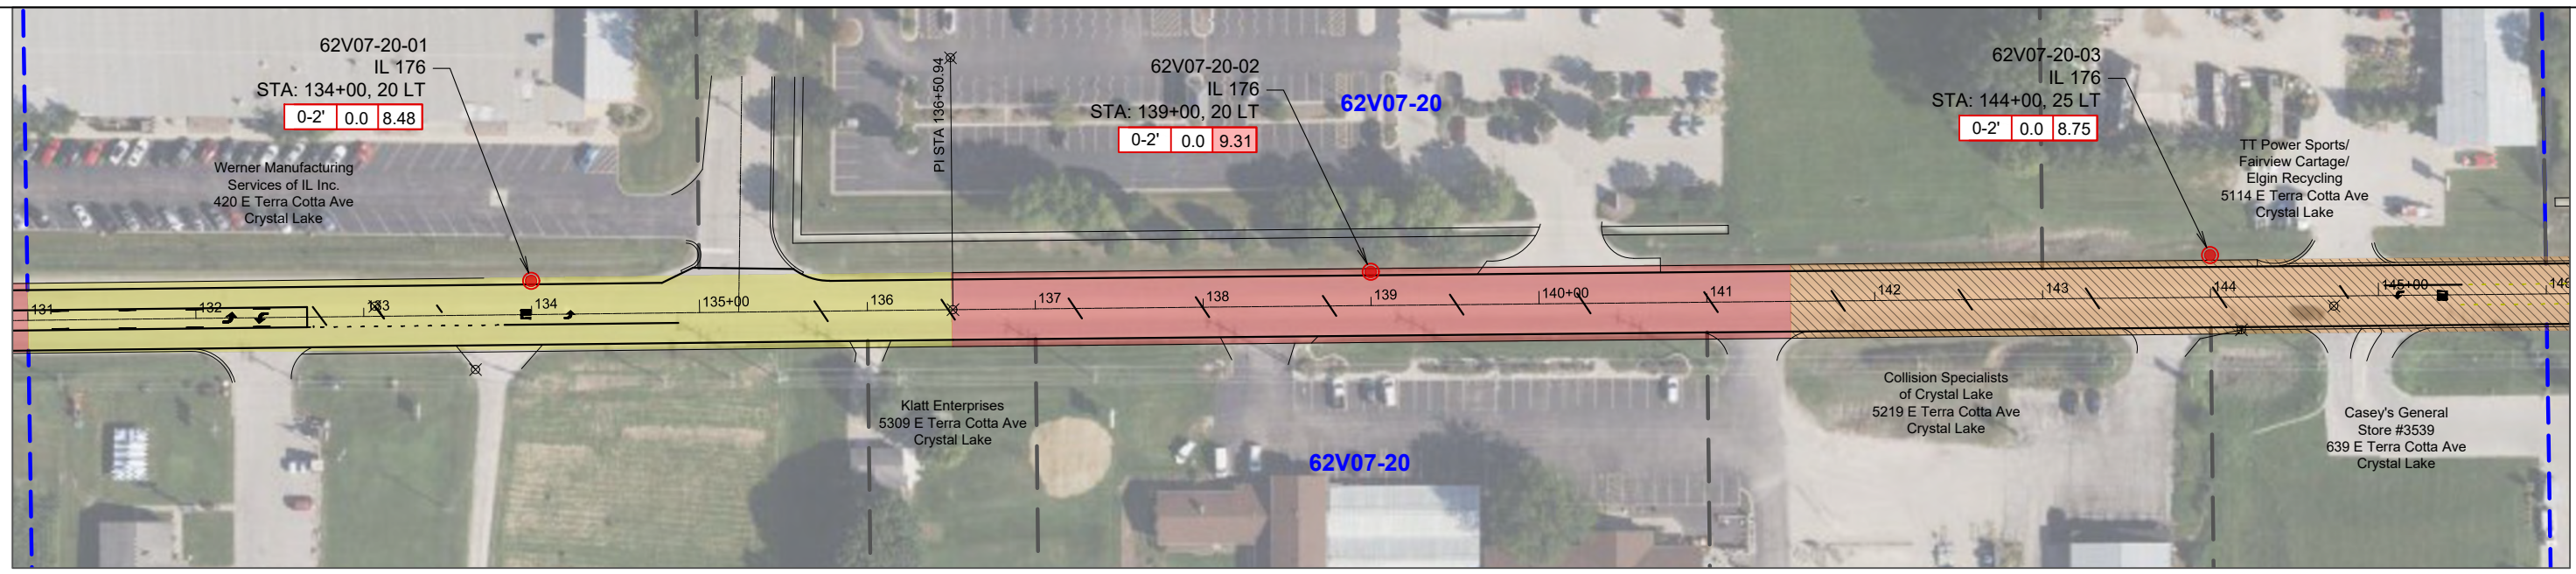 62V07-20-01
IL 176
STA: 134+00, 20 LT
0-2' 0.0 8.48
Werner Manufacturing
Services of IL Inc.
420 E Terra Cotta Ave
Crystal Lake
PI STA 136+50.94
62V07-20-02
IL 176
STA: 139+00, 20 LT
0-2' 0.0 9.31
62V07-20
62V07-20-03
IL 176
STA: 144+00, 25 LT
0-2' 0.0 8.75
TT Power Sports/
Fairview Cartage/
Elgin Recycling
5114 E Terra Cotta Ave
Crystal Lake
131 132 133 134 135+00 136 137 138 139 140+00 141 142 143 144 145+00
Klatt Enterprises
5309 E Terra Cotta Ave
Crystal Lake
62V07-20
Collision Specialists
of Crystal Lake
5219 E Terra Cotta Ave
Crystal Lake
Casey's General
Store #3539
639 E Terra Cotta Ave
Crystal Lake